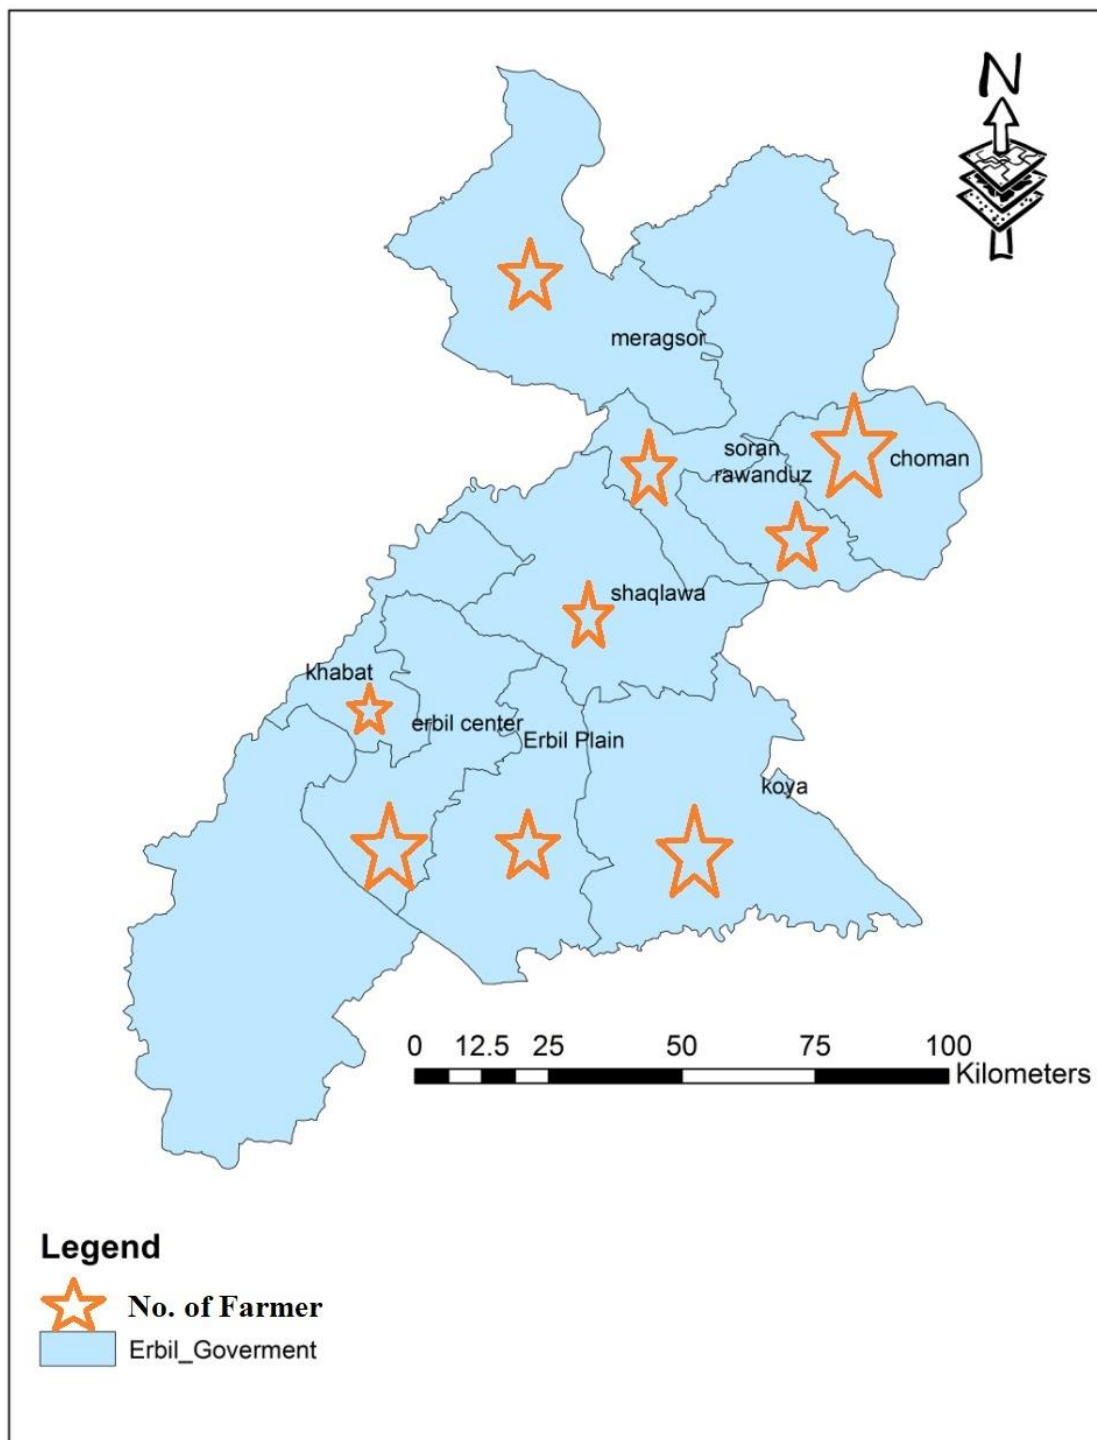 N
meragsor
soran
rawanduz
choman
shaqlawa
khabat
erbil center
Erbil Plain
koya
0 12.5 25 50 75 100
Kilometers
Legend
No. of Farmer
Erbil_Goverment